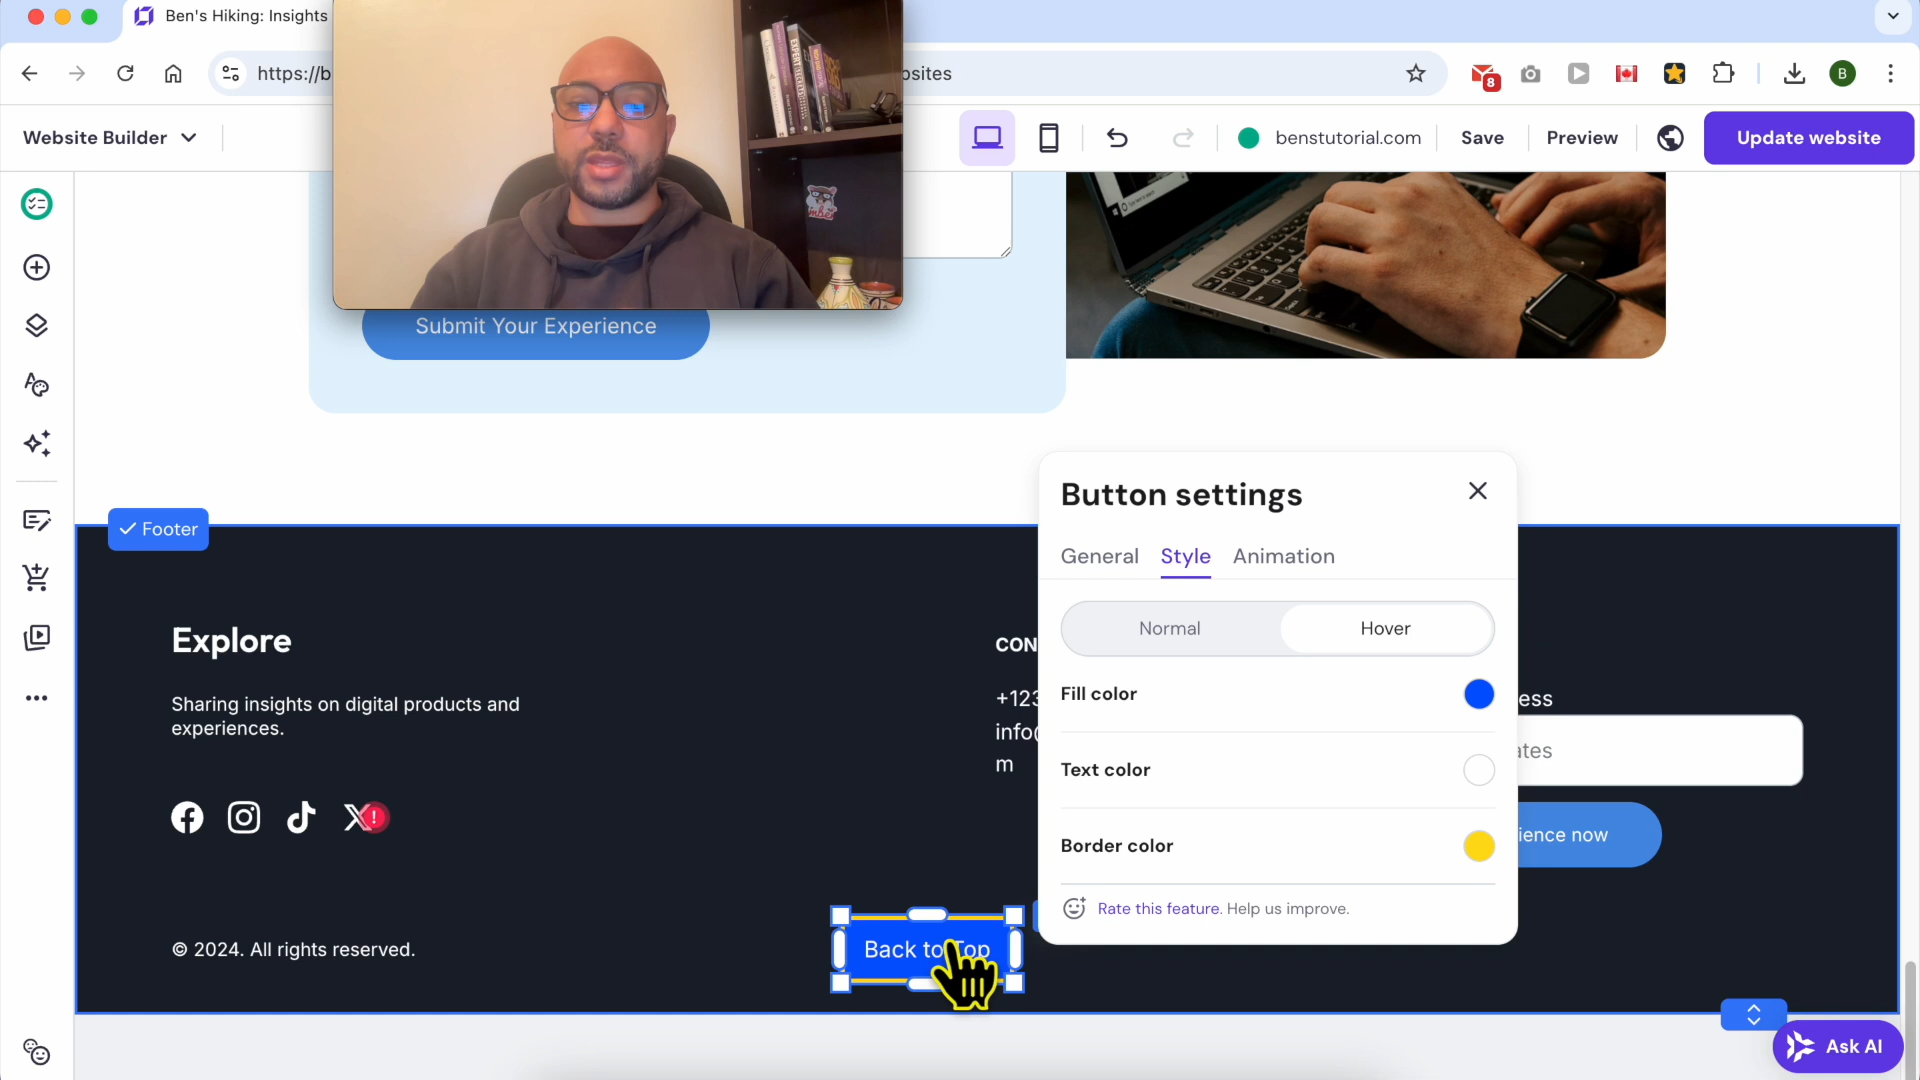 Ben's Hiking: Insights
https://b
osites
8
B
Website Builder
benstutorial.com
Save
Preview
Update website
Submit Your Experience
Button settings
General Style Animation
Normal
Hover
Fill color
Text color
Border color
Rate this feature. Help us improve.
Footer
Explore
Sharing insights on digital products and
experiences.
CON
+123
info@
m
ess
ates
ience now
!
© 2024. All rights reserved.
Back to Top
Ask AI